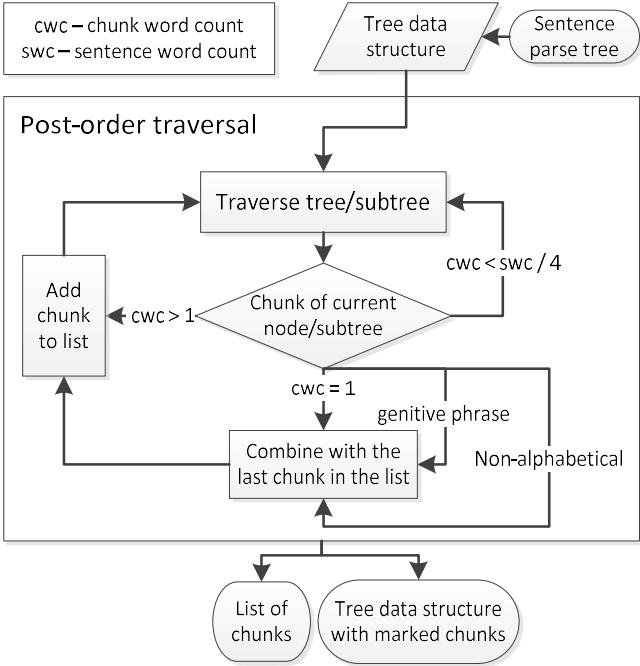 cwc – chunk word count
swc – sentence word count
Tree data
structure
Sentence
parse tree
Post-order traversal
Traverse tree/subtree
cwc < swc / 4
Add
chunk
to list
cwc > 1
Chunk of current
node/subtree
cwc = 1
genitive phrase
Non-alphabetical
Combine with the
last chunk in the list
List of
chunks
Tree data structure
with marked chunks